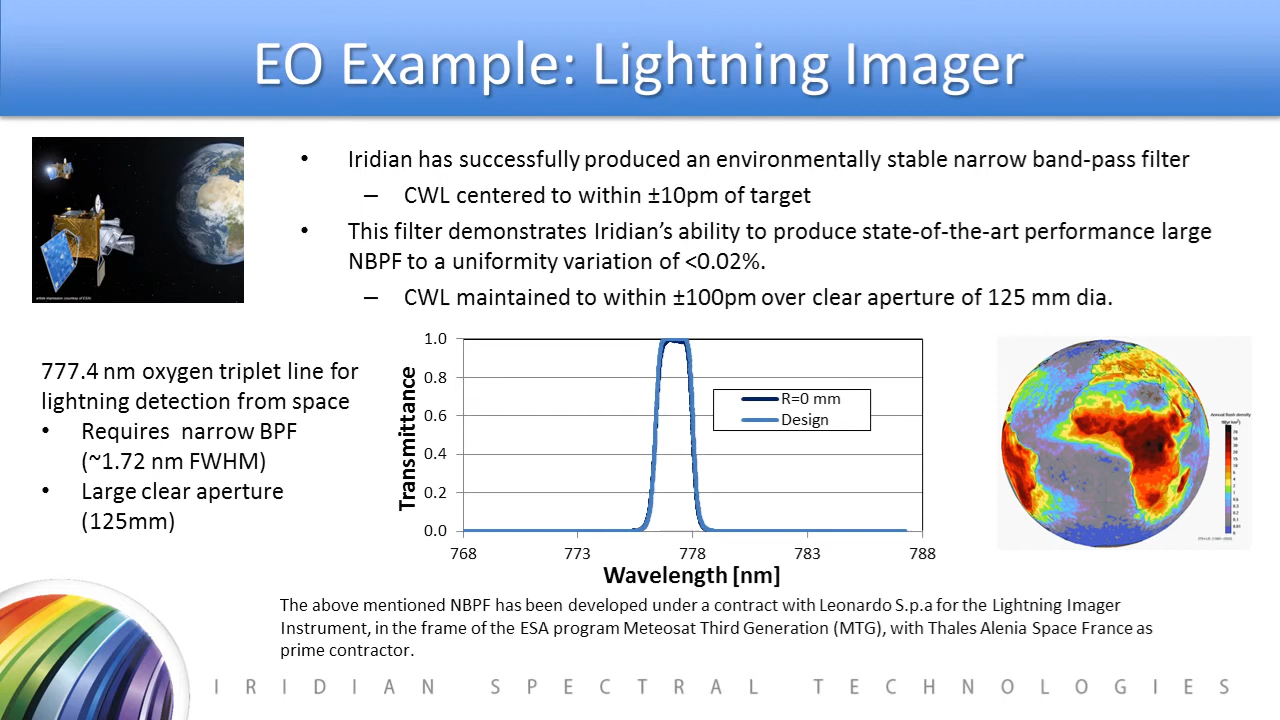 EO Example: Lightning Imager
• Iridian has successfully produced an environmentally stable narrow band-pass filter
– CWL centered to within ±10pm of target
• This filter demonstrates Iridian’s ability to produce state-of-the-art performance large
NBPF to a uniformity variation of <0.02%.
– CWL maintained to within ±100pm over clear aperture of 125 mm dia.
777.4 nm oxygen triplet line for
lightning detection from space
• Requires narrow BPF
(~1.72 nm FWHM)
• Large clear aperture
(125mm)
Transmittance
1.0
0.8
0.6
0.4
0.2
0.0
R=0 mm
Design
768 773 778 783 788
Wavelength [nm]
Annual flash density
The above mentioned NBPF has been developed under a contract with Leonardo S.p.a for the Lightning Imager
Instrument, in the frame of the ESA program Meteosat Third Generation (MTG), with Thales Alenia Space France as
prime contractor.
IRIDIAN SPECTRAL TECHNOLOGIES